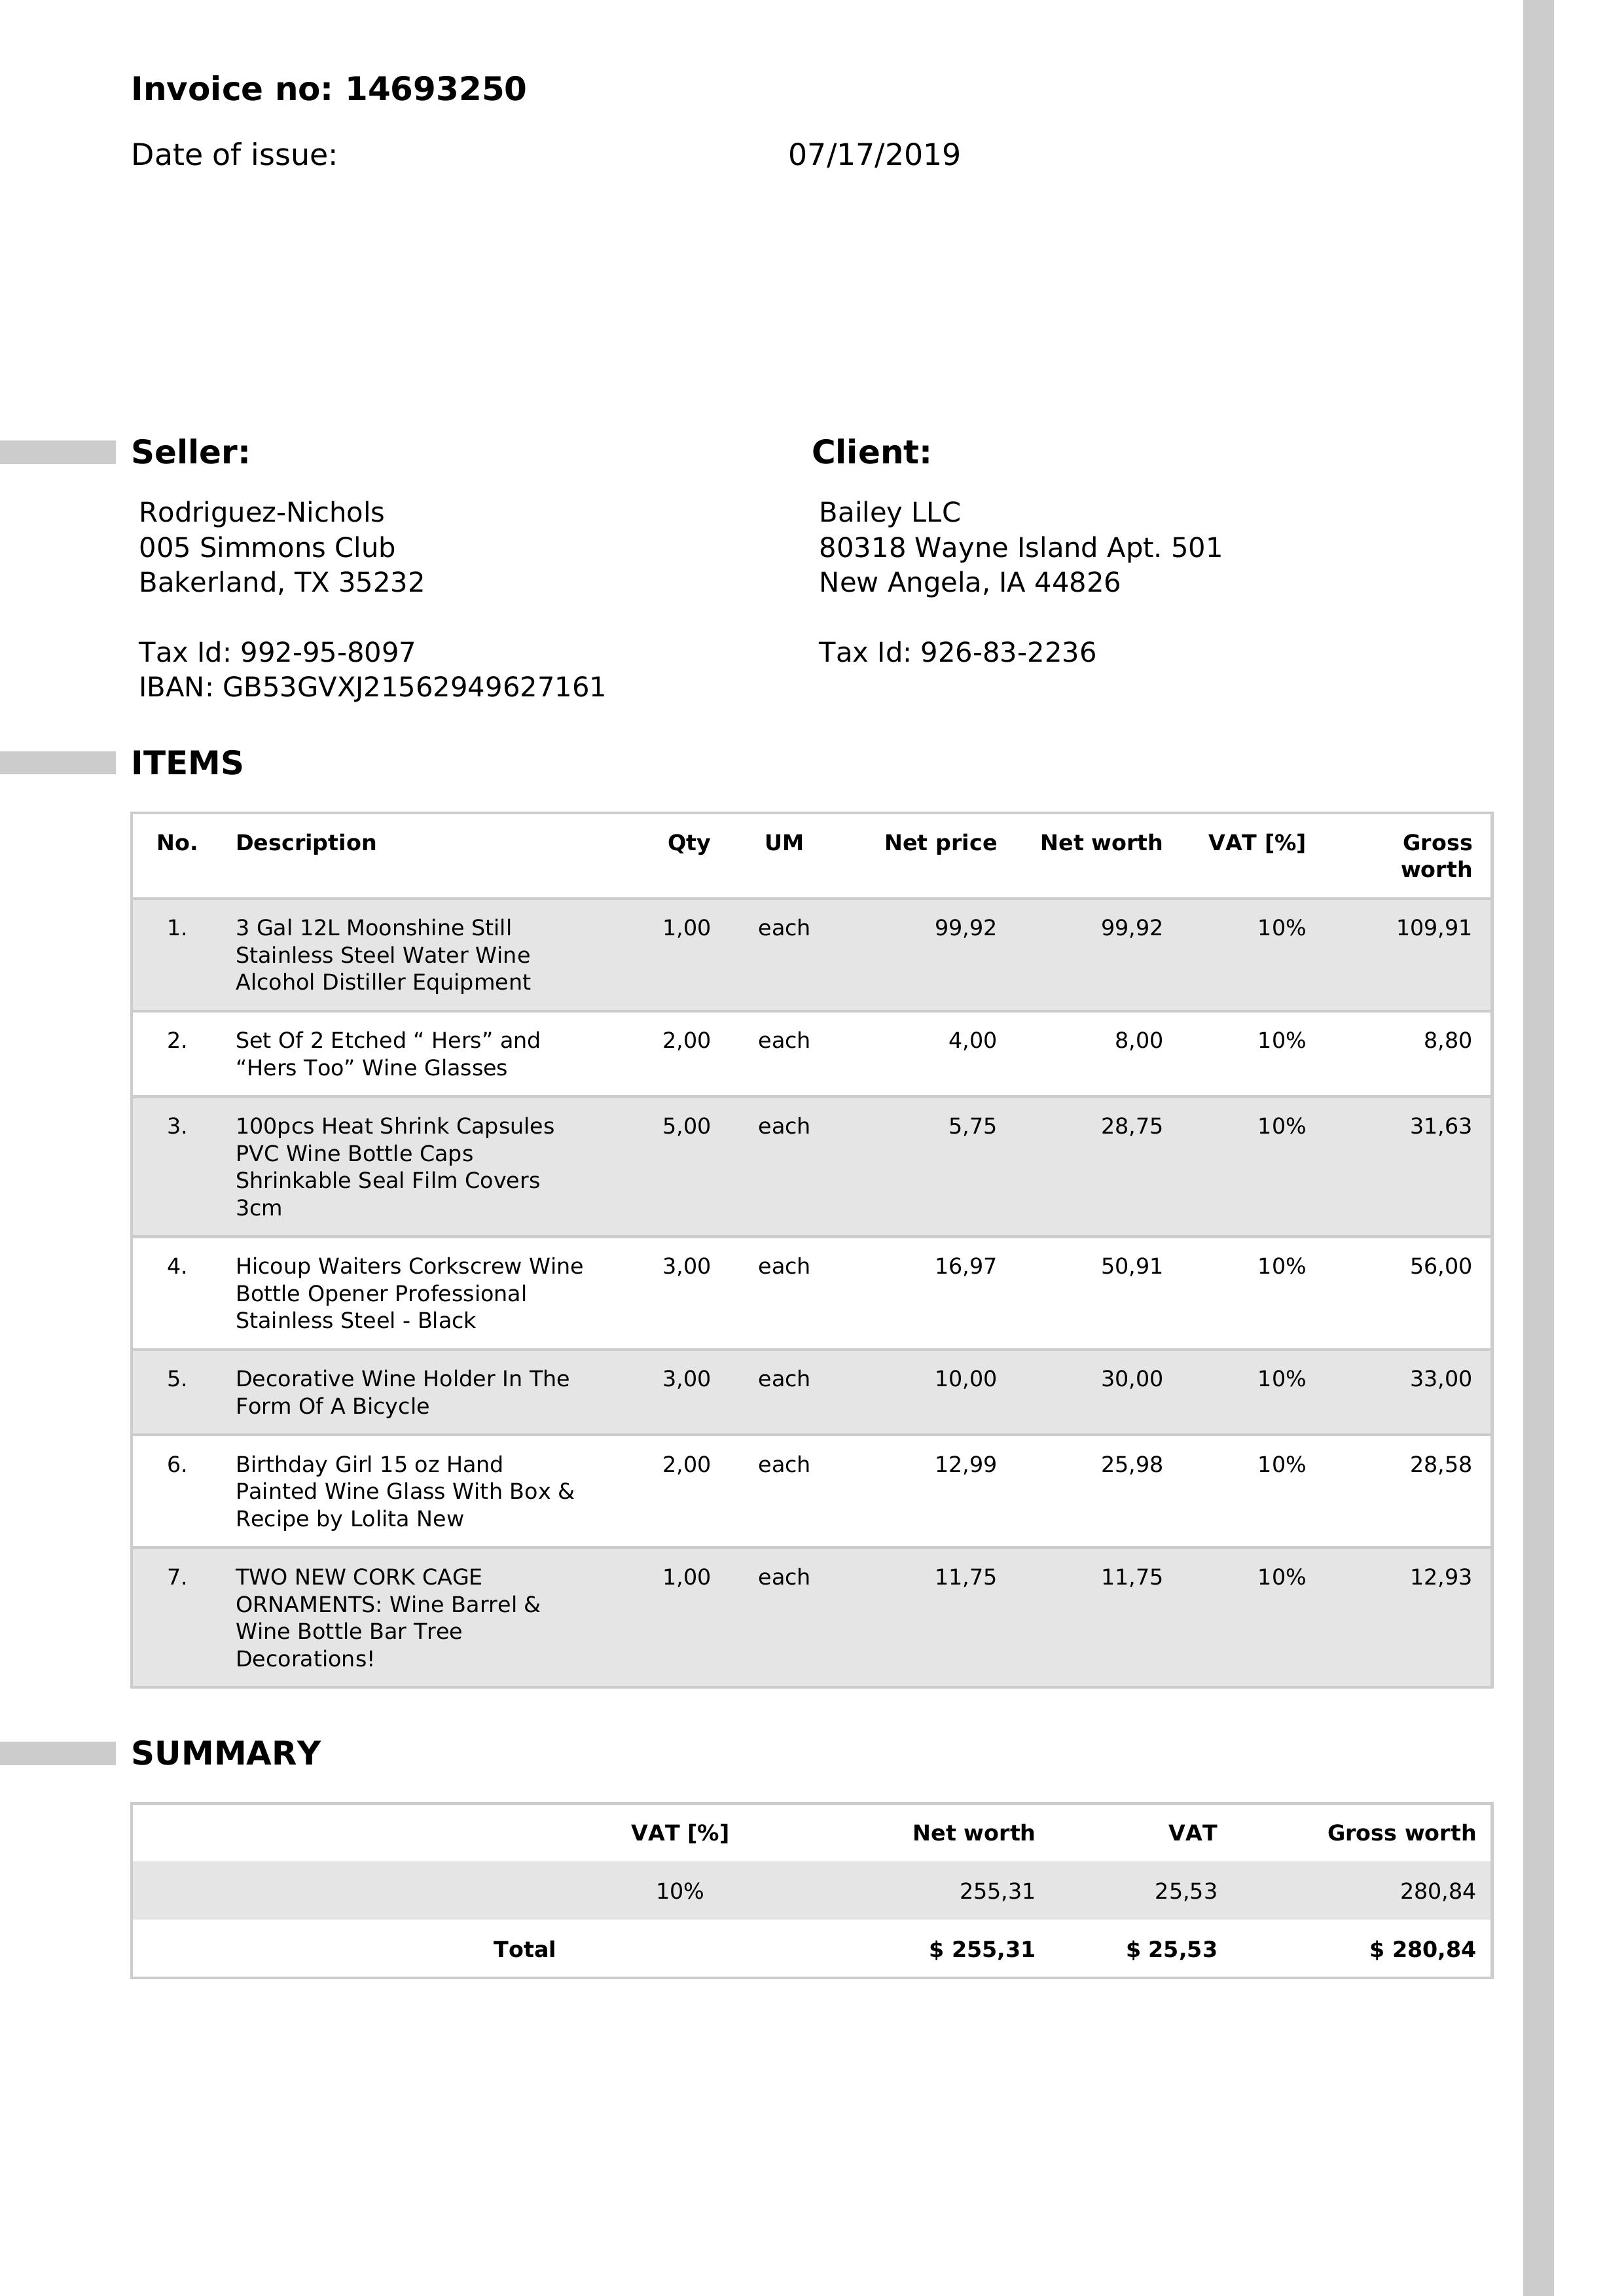 Invoice no: 14693250
Date of issue: 07/17/2019
Seller:
Rodriguez-Nichols
005 Simmons Club
Bakerland, TX 35232
Tax Id: 992-95-8097
IBAN: GB53GVXJ21562949627161
Client:
Bailey LLC
80318 Wayne Island Apt. 501
New Angela, IA 44826
Tax Id: 926-83-2236
ITEMS
No. Description Qty UM Net price Net worth VAT [%] Gross
worth
1. 3 Gal 12L Moonshine Still 1,00 each 99,92 99,92 10% 109,91
Stainless Steel Water Wine
Alcohol Distiller Equipment
2. Set Of 2 Etched “ Hers” and 2,00 each 4,00 8,00 10% 8,80
“Hers Too” Wine Glasses
3. 100pcs Heat Shrink Capsules 5,00 each 5,75 28,75 10% 31,63
PVC Wine Bottle Caps
Shrinkable Seal Film Covers
3cm
4. Hicoup Waiters Corkscrew Wine 3,00 each 16,97 50,91 10% 56,00
Bottle Opener Professional
Stainless Steel - Black
5. Decorative Wine Holder In The 3,00 each 10,00 30,00 10% 33,00
Form Of A Bicycle
6. Birthday Girl 15 oz Hand 2,00 each 12,99 25,98 10% 28,58
Painted Wine Glass With Box &
Recipe by Lolita New
7. TWO NEW CORK CAGE 1,00 each 11,75 11,75 10% 12,93
ORNAMENTS: Wine Barrel &
Wine Bottle Bar Tree
Decorations!
SUMMARY
VAT [%] Net worth VAT Gross worth
10% 255,31 25,53 280,84
Total $ 255,31 $ 25,53 $ 280,84